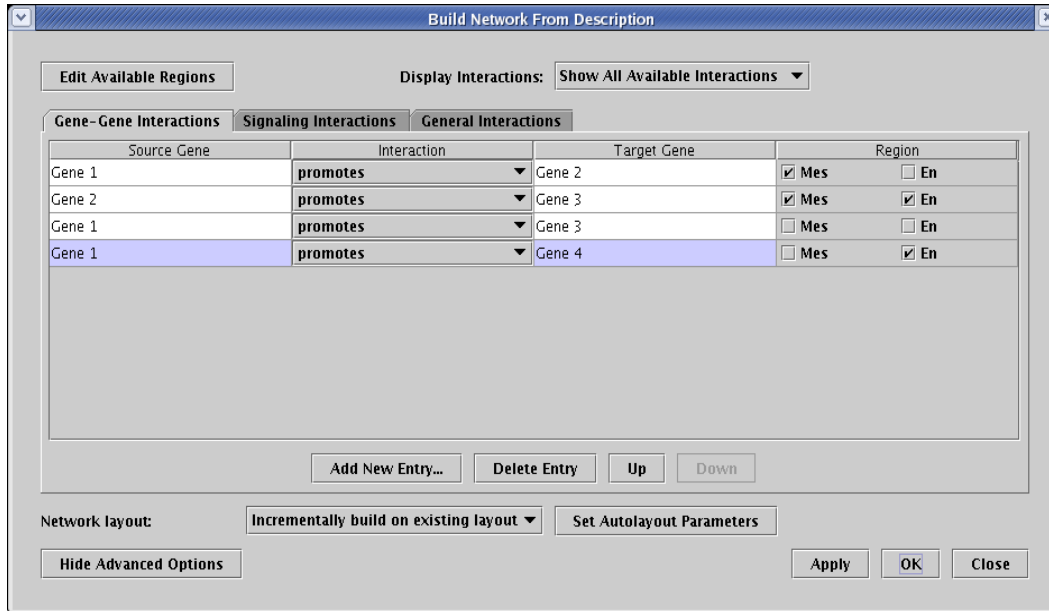 Build Network From Description
Edit Available Regions Display Interactions: Show All Available Interactions
Gene-Gene Interactions Signaling Interactions General Interactions
Source Gene Interaction Target Gene Region
Gene 1 promotes Gene 2 Mes En
Gene 2 promotes Gene 3 Mes En
Gene 1 promotes Gene 3 Mes En
Gene 1 promotes Gene 4 Mes En
Add New Entry... Delete Entry Up Down
Network layout: Incrementally build on existing layout Set Autolayout Parameters
Hide Advanced Options Apply OK Close